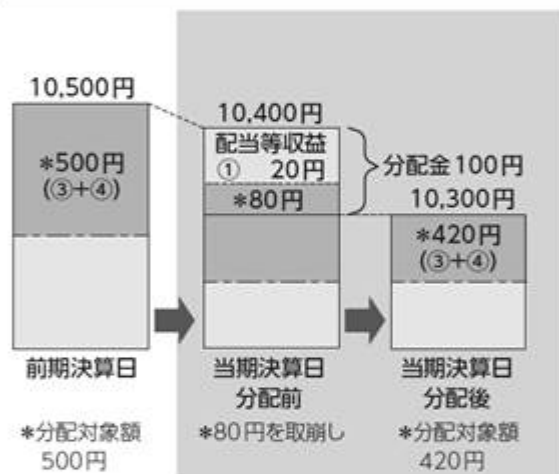 10,500円
*500円
(③+④)
前期決算日
*分配対象額
500円
10,400円
配当等収益
① 20円
*80円
分配金100円
当期決算日
分配前
*80円を取崩し
10,300円
*420円
(③+④)
当期決算日
分配後
*分配対象額
420円